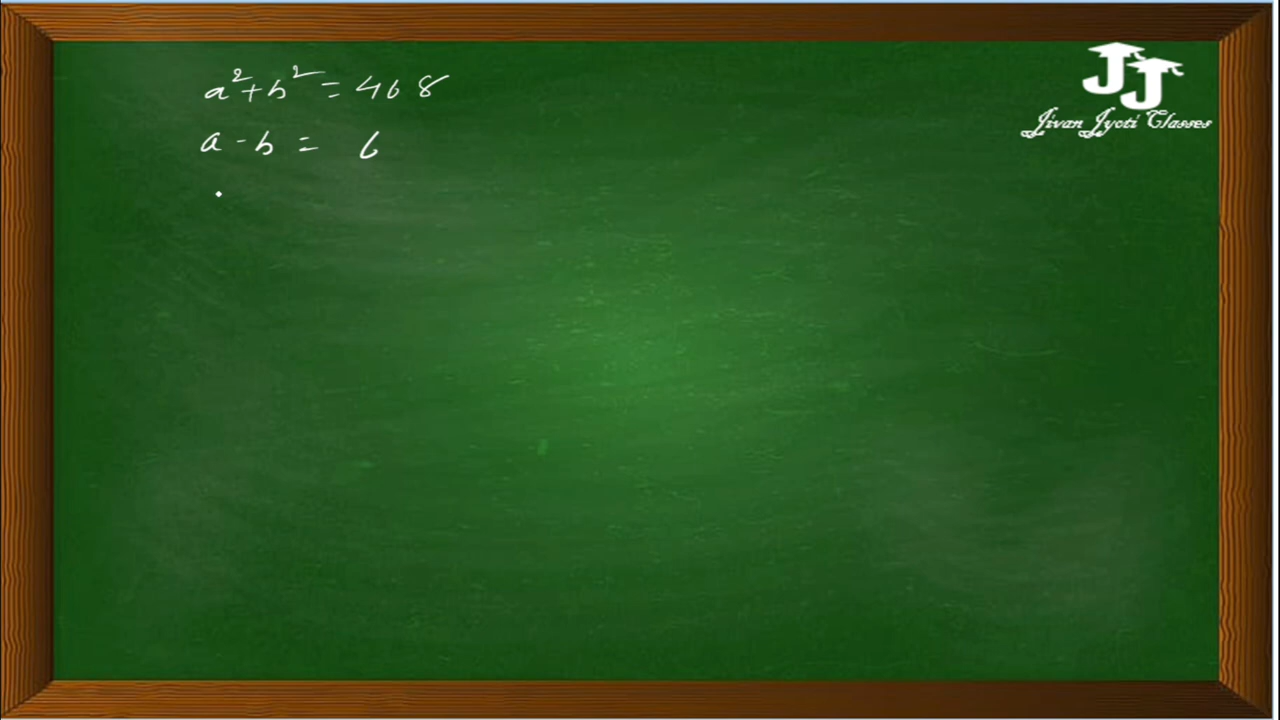 a²+b² = 468
a - b = 6
JJ
Jivan Jyoti Classes